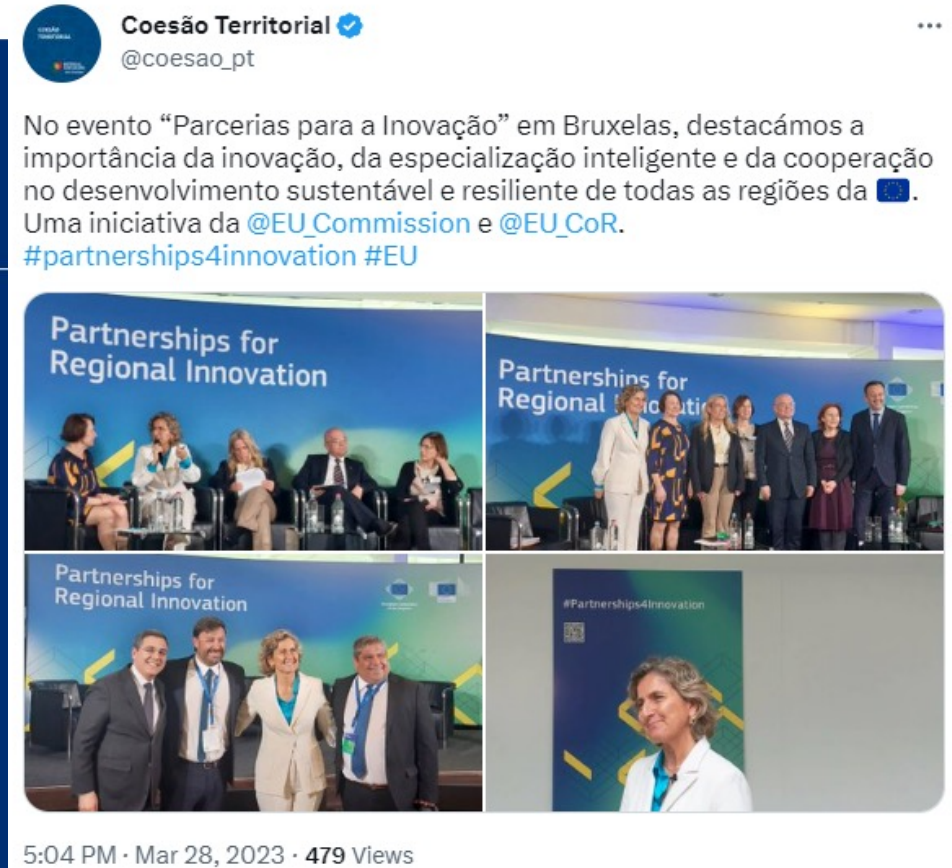 Coesão Territorial
@coesao_pt
No evento “Parcerias para a Inovação” em Bruxelas, destacámos a
importância da inovação, da especialização inteligente e da cooperação
no desenvolvimento sustentável e resiliente de todas as regiões da 🇪🇺.
Uma iniciativa da @EU_Commission e @EU_CoR.
#partnerships4innovation #EU
Partnerships for
Regional Innovation
Partnerships for
Regional
Partnerships for
Regional Innovation
#Partnerships4Innovation
5:04 PM · Mar 28, 2023 · 479 Views